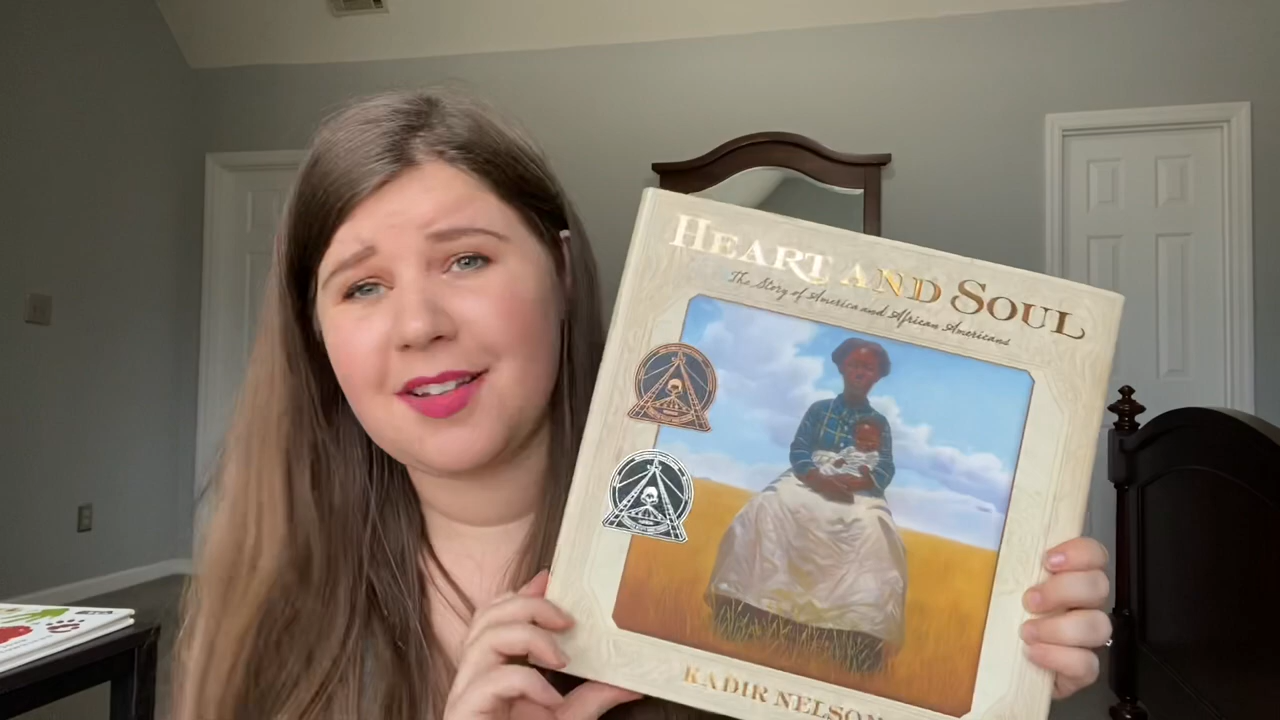 HEART AND SOUL
The Story of America and African Americans
KADIR NELSON